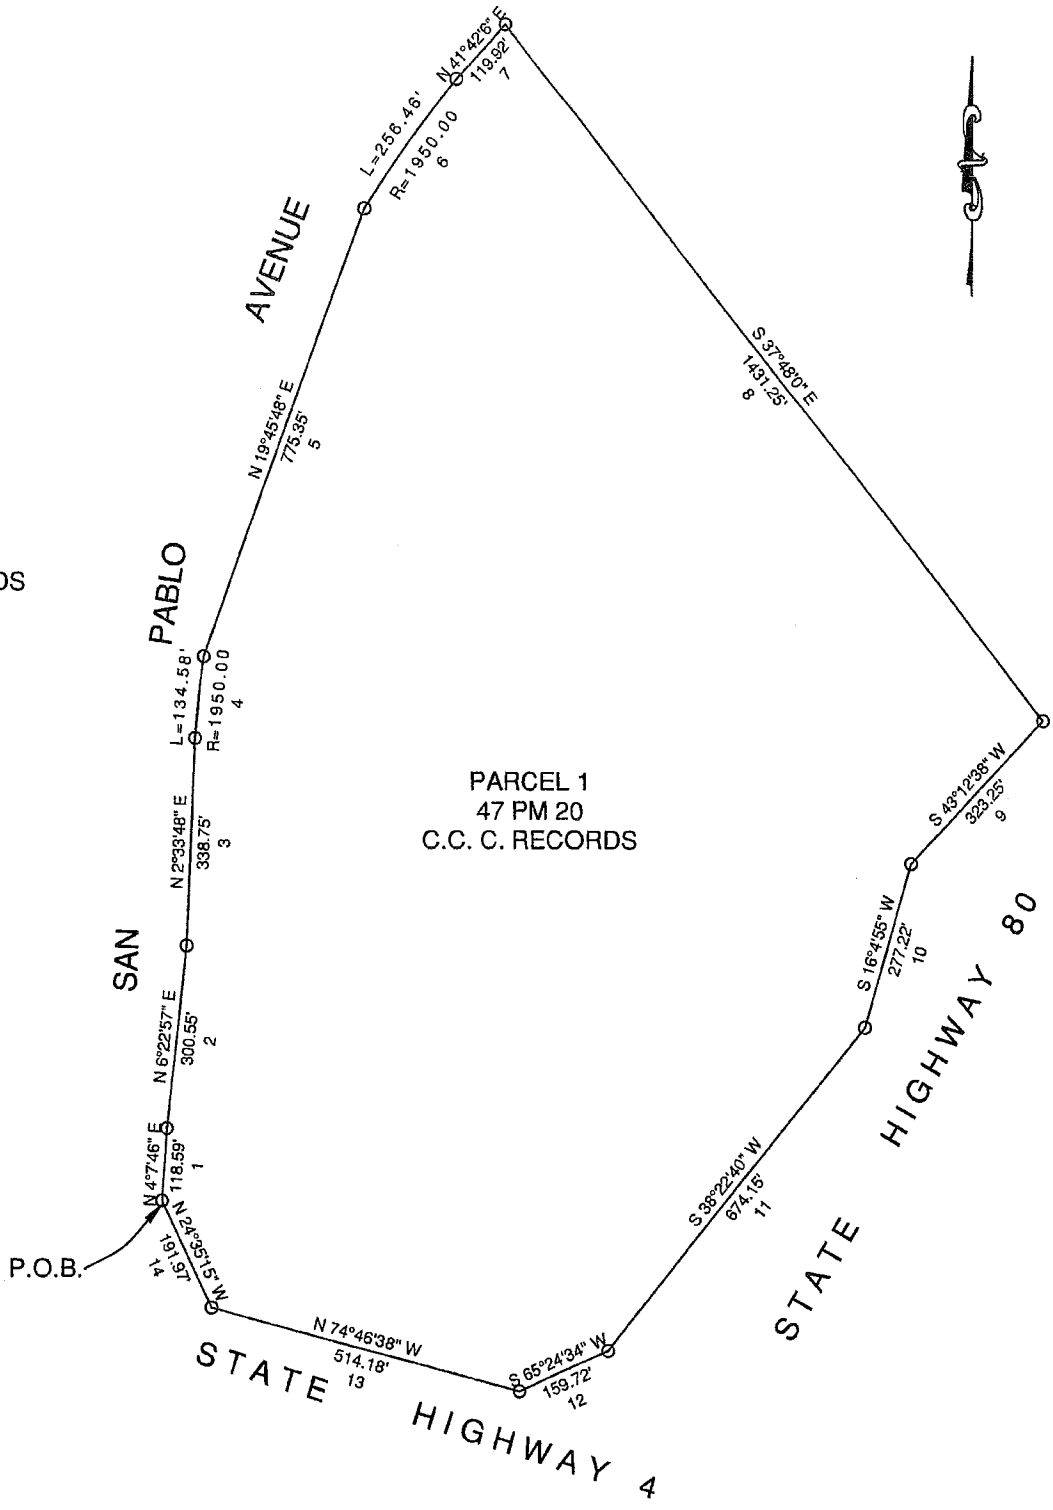 N 41°42'6" E
119.92'
7
L=256.46'
R=1950.00
6
AVENUE
S 37°48'0" E
1431.25'
8
N 19°45'48" E
775.35'
5
PABLO
DS
L=134.58'
R=1950.00
4
PARCEL 1
47 PM 20
C.C. C. RECORDS
S 43°12'38" W
323.25'
9
N 2°33'48" E
338.75'
3
SAN
S 16°4'55" W
277.22'
10
STATE HIGHWAY 80
N 6°22'57" E
300.55'
2
N 4°7'46" E
118.59'
1
S 38°22'40" W
674.15'
11
P.O.B.
N 24°35'15" W
191.97'
14
N 74°46'38" W
514.18'
13
S 65°24'34" W
159.72'
12
STATE HIGHWAY 4